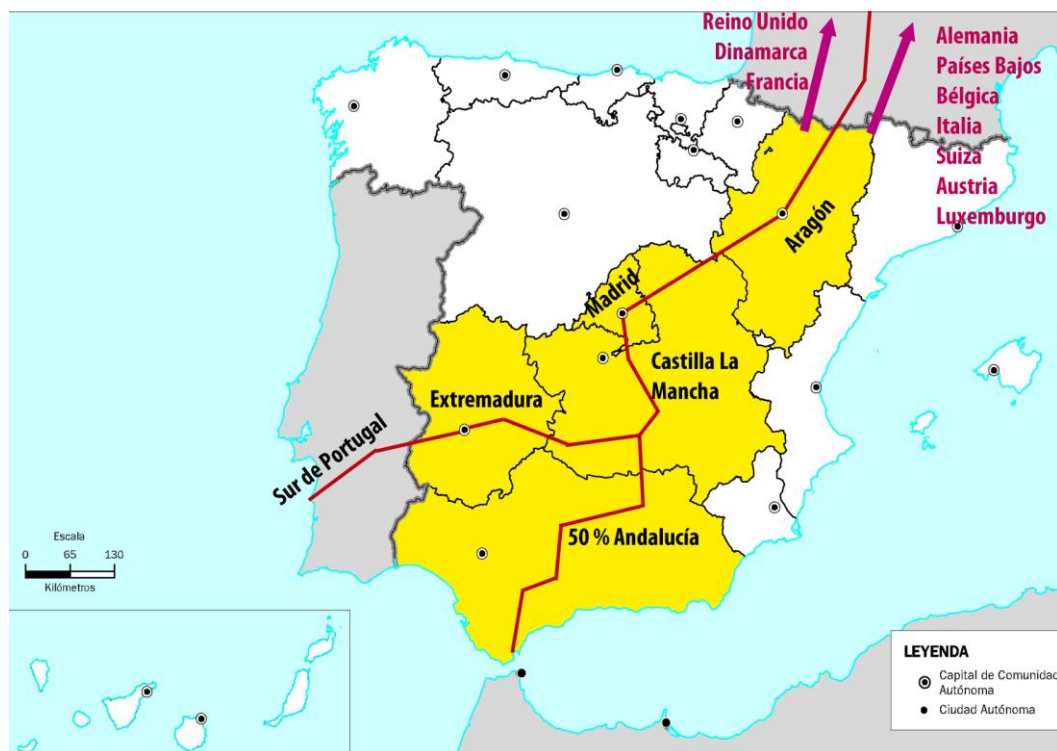 Reino Unido
Dinamarca
Francia
Alemania
Países Bajos
Bélgica
Italia
Suiza
Austria
Luxemburgo
Aragón
Madrid
Castilla La
Mancha
Extremadura
Sur de Portugal
50 % Andalucía
Escala
0 65 130
Kilómetros
LEYENDA
Capital de Comunidad
Autónoma
Ciudad Autónoma